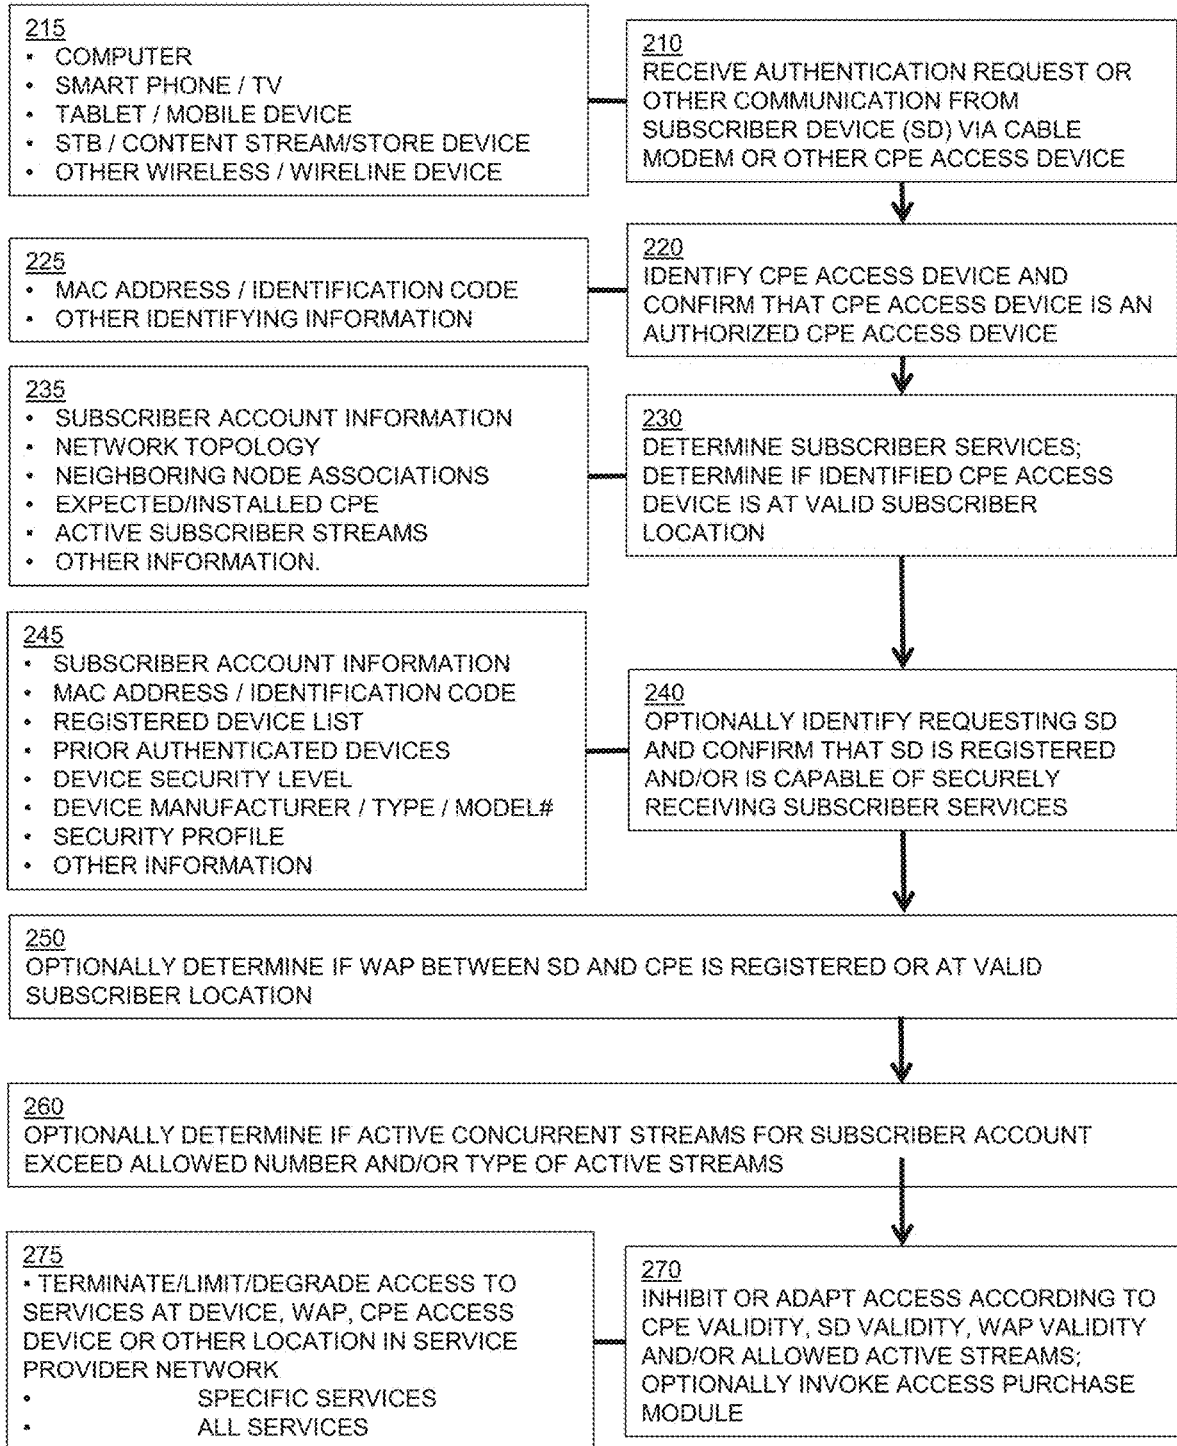 215
• COMPUTER
• SMART PHONE / TV
• TABLET / MOBILE DEVICE
• STB / CONTENT STREAM/STORE DEVICE
• OTHER WIRELESS / WIRELINE DEVICE
210
RECEIVE AUTHENTICATION REQUEST OR
OTHER COMMUNICATION FROM
SUBSCRIBER DEVICE (SD) VIA CABLE
MODEM OR OTHER CPE ACCESS DEVICE
225
• MAC ADDRESS / IDENTIFICATION CODE
• OTHER IDENTIFYING INFORMATION
220
IDENTIFY CPE ACCESS DEVICE AND
CONFIRM THAT CPE ACCESS DEVICE IS AN
AUTHORIZED CPE ACCESS DEVICE
235
• SUBSCRIBER ACCOUNT INFORMATION
• NETWORK TOPOLOGY
• NEIGHBORING NODE ASSOCIATIONS
• EXPECTED/INSTALLED CPE
• ACTIVE SUBSCRIBER STREAMS
• OTHER INFORMATION.
230
DETERMINE SUBSCRIBER SERVICES;
DETERMINE IF IDENTIFIED CPE ACCESS
DEVICE IS AT VALID SUBSCRIBER
LOCATION
245
• SUBSCRIBER ACCOUNT INFORMATION
• MAC ADDRESS / IDENTIFICATION CODE
• REGISTERED DEVICE LIST
• PRIOR AUTHENTICATED DEVICES
• DEVICE SECURITY LEVEL
• DEVICE MANUFACTURER / TYPE / MODEL#
• SECURITY PROFILE
• OTHER INFORMATION
240
OPTIONALLY IDENTIFY REQUESTING SD
AND CONFIRM THAT SD IS REGISTERED
AND/OR IS CAPABLE OF SECURELY
RECEIVING SUBSCRIBER SERVICES
250
OPTIONALLY DETERMINE IF WAP BETWEEN SD AND CPE IS REGISTERED OR AT VALID
SUBSCRIBER LOCATION
260
OPTIONALLY DETERMINE IF ACTIVE CONCURRENT STREAMS FOR SUBSCRIBER ACCOUNT
EXCEED ALLOWED NUMBER AND/OR TYPE OF ACTIVE STREAMS
275
• TERMINATE/LIMIT/DEGRADE ACCESS TO
SERVICES AT DEVICE, WAP, CPE ACCESS
DEVICE OR OTHER LOCATION IN SERVICE
PROVIDER NETWORK
• SPECIFIC SERVICES
• ALL SERVICES
270
INHIBIT OR ADAPT ACCESS ACCORDING TO
CPE VALIDITY, SD VALIDITY, WAP VALIDITY
AND/OR ALLOWED ACTIVE STREAMS;
OPTIONALLY INVOKE ACCESS PURCHASE
MODULE